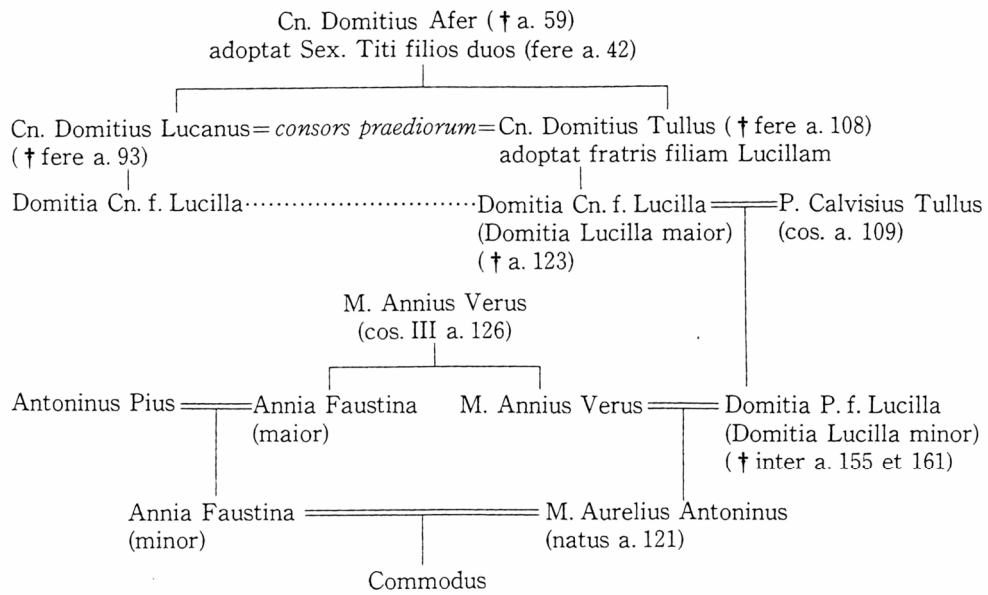 Cn. Domitius Afer († a. 59)
adoptat Sex. Titi filios duos (fere a. 42)
Cn. Domitius Lucanus = consors praediorum = Cn. Domitius Tullus († fere a. 108)
(† fere a. 93)
adoptat fratris filiam Lucillam
Domitia Cn. f. Lucilla ............................ Domitia Cn. f. Lucilla P. Calvisius Tullus
(Domitia Lucilla maior) (cos. a. 109)
(† a. 123)
M. Annius Verus
(cos. III a. 126)
Antoninus Pius Annia Faustina M. Annius Verus Domitia P. f. Lucilla
(maior) (Domitia Lucilla minor)
(† inter a. 155 et 161)
Annia Faustina M. Aurelius Antoninus
(minor) (natus a. 121)
Commodus